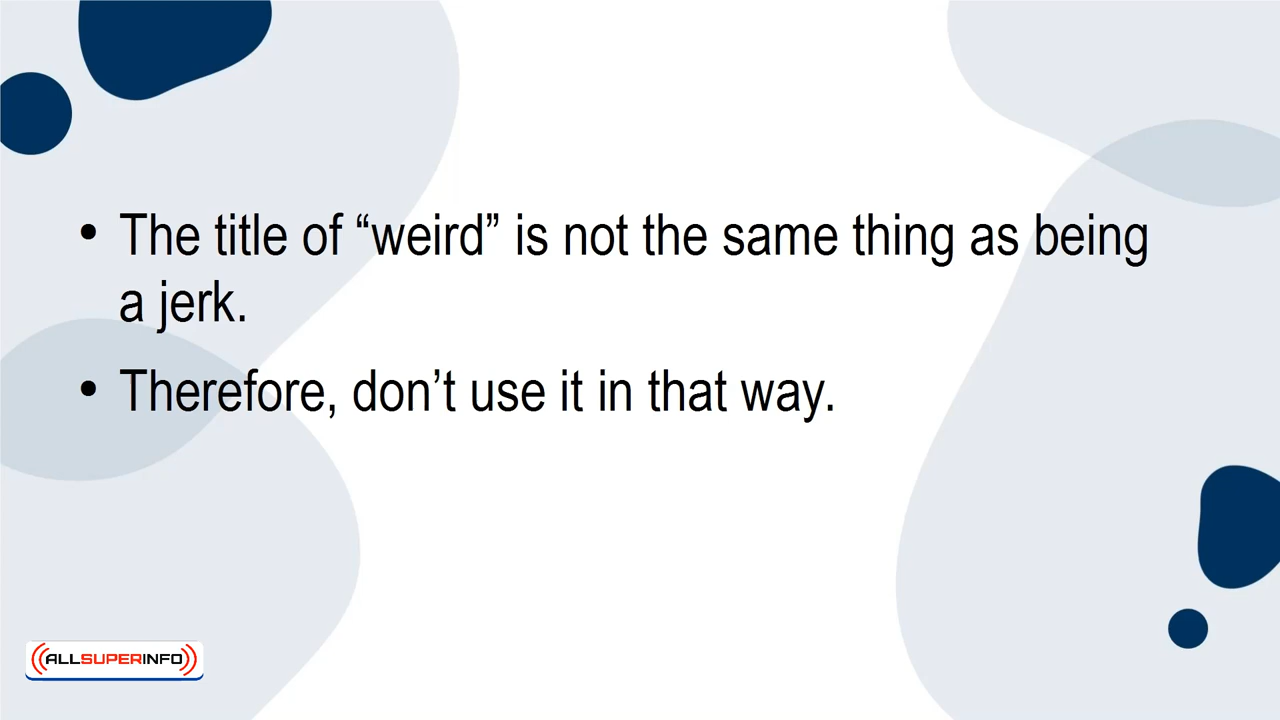 • The title of “weird” is not the same thing as being
a jerk.
• Therefore, don’t use it in that way.
ALLSUPERINFO